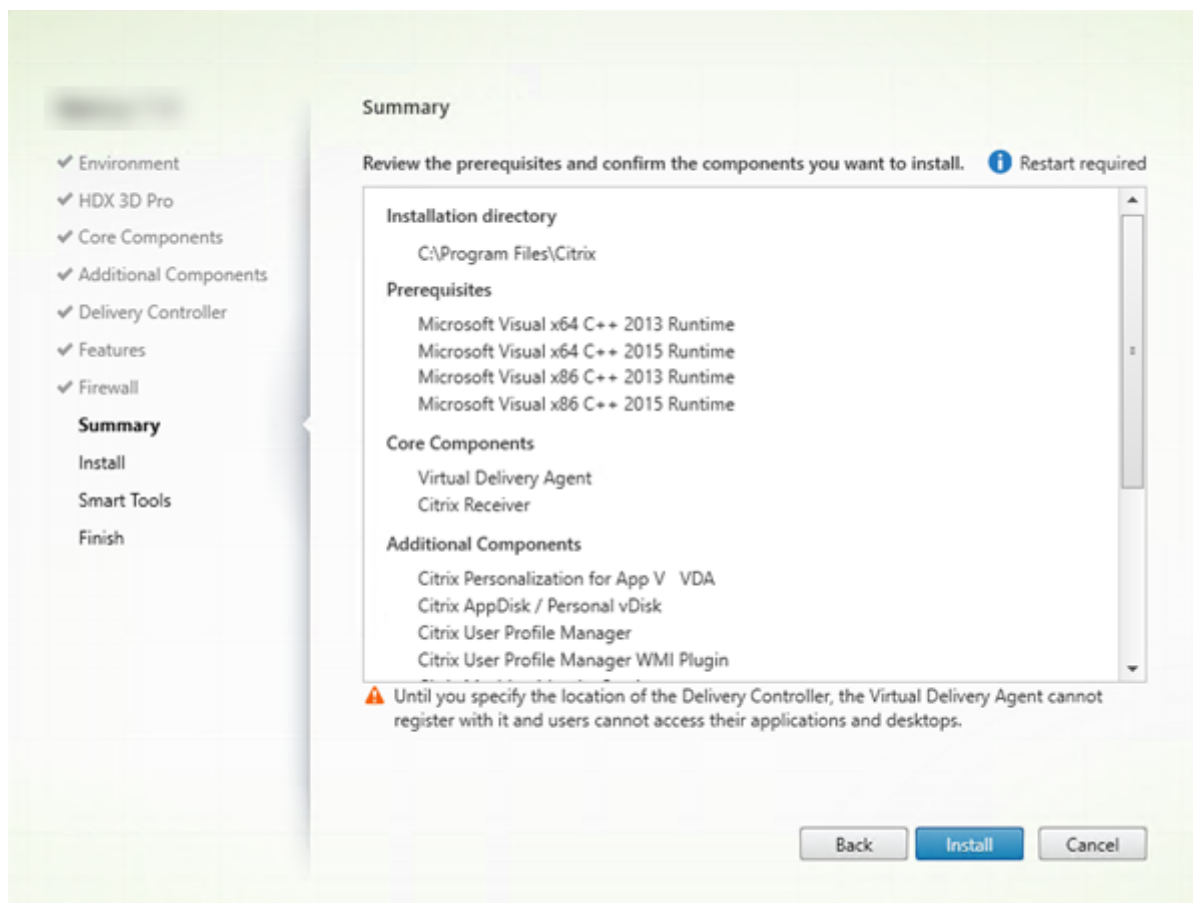 Summary
Review the prerequisites and confirm the components you want to install.
Restart required
Environment
HDX 3D Pro
Core Components
Additional Components
Delivery Controller
Features
Firewall
Summary
Install
Smart Tools
Finish
Installation directory
C:\Program Files\Citrix
Prerequisites
Microsoft Visual x64 C++ 2013 Runtime
Microsoft Visual x64 C++ 2015 Runtime
Microsoft Visual x86 C++ 2013 Runtime
Microsoft Visual x86 C++ 2015 Runtime
Core Components
Virtual Delivery Agent
Citrix Receiver
Additional Components
Citrix Personalization for App V VDA
Citrix AppDisk / Personal vDisk
Citrix User Profile Manager
Citrix User Profile Manager WMI Plugin
Until you specify the location of the Delivery Controller, the Virtual Delivery Agent cannot
register with it and users cannot access their applications and desktops.
Back
Install
Cancel